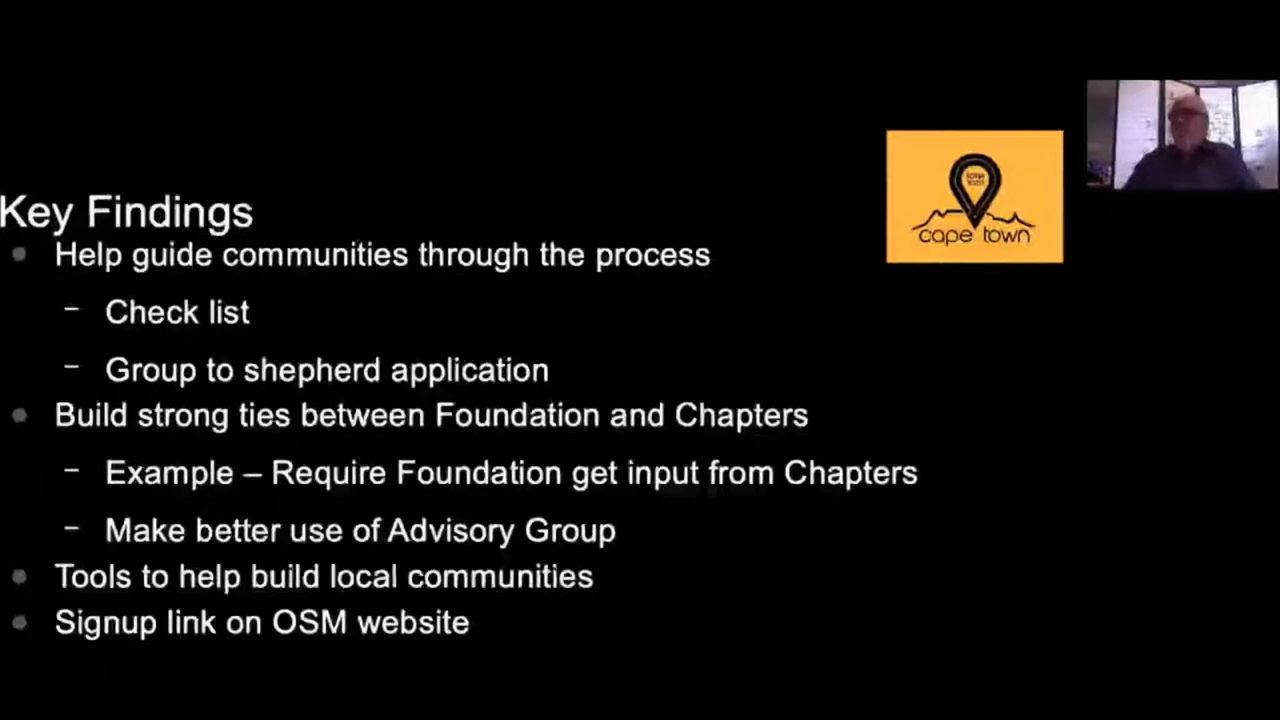 Key Findings
Help guide communities through the process
– Check list
– Group to shepherd application
Build strong ties between Foundation and Chapters
– Example – Require Foundation get input from Chapters
– Make better use of Advisory Group
Tools to help build local communities
Signup link on OSM website
cape town